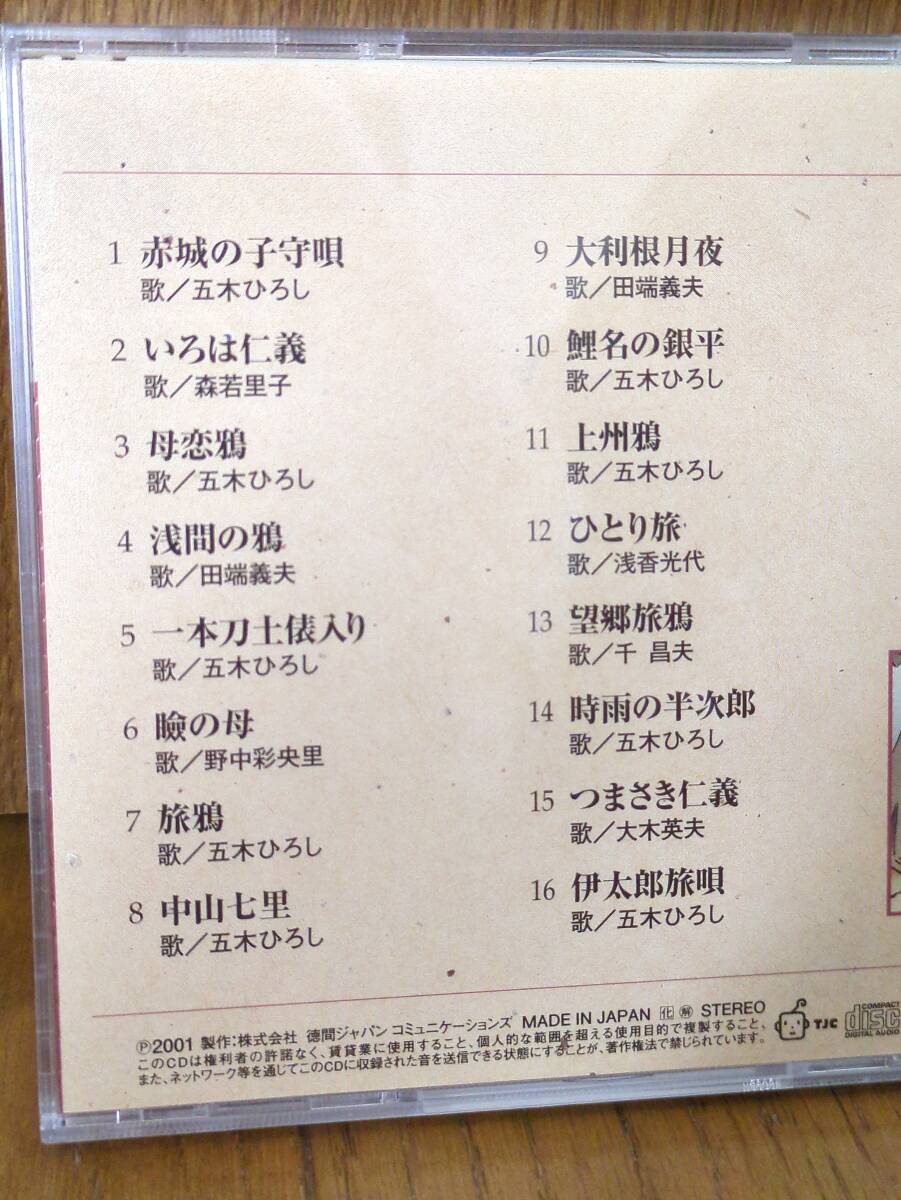 1 赤城の子守唄
歌／五木ひろし
2 いろは仁義
歌／森若里子
3 母恋鴉
歌／五木ひろし
4 浅間の鴉
歌／田端義夫
5 一本刀土俵入り
歌／五木ひろし
6 瞼の母
歌／野中彩央里
7 旅鴉
歌／五木ひろし
8 中山七里
歌／五木ひろし
9 大利根月夜
歌／田端義夫
10 鯉名の銀平
歌／五木ひろし
11 上州鴉
歌／五木ひろし
12 ひとり旅
歌／浅香光代
13 望郷旅鴉
歌／千 昌夫
14 時雨の半次郎
歌／五木ひろし
15 つまさき仁義
歌／大木英夫
16 伊太郎旅唄
歌／五木ひろし
Ⓟ2001 製作：株式会社 徳間ジャパン コミュニケーションズ MADE IN JAPAN STEREO
このCDは権利者の許諾なく、賃貸業に使用すること、個人的な範囲を超える使用目的で複製すること、
また、ネットワーク等を通じてこのCDに収録された音を送信できる状態にすることが、著作権法で禁じられています。
TJC
COMPACT
disc
DIGITAL AUDIO